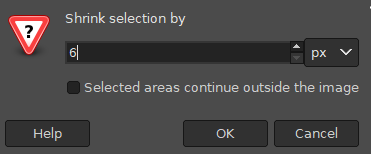 Shrink selection by
?
6 px
Selected areas continue outside the image
Help OK Cancel